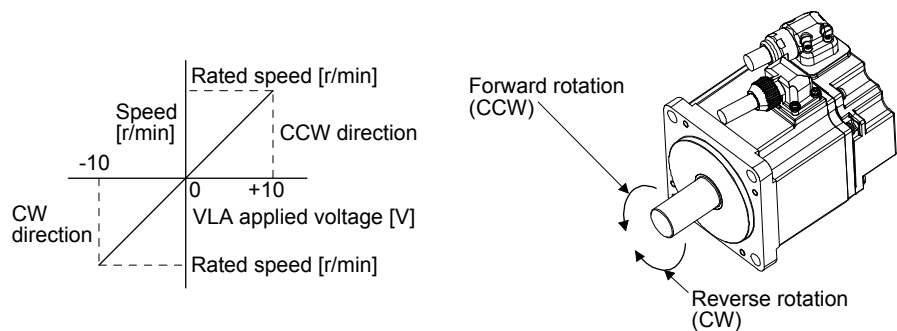 Rated speed [r/min]
Speed
[r/min]
CCW direction
-10
0
+10
CW
direction
VLA applied voltage [V]
Rated speed [r/min]
Forward rotation
(CCW)
Reverse rotation
(CW)